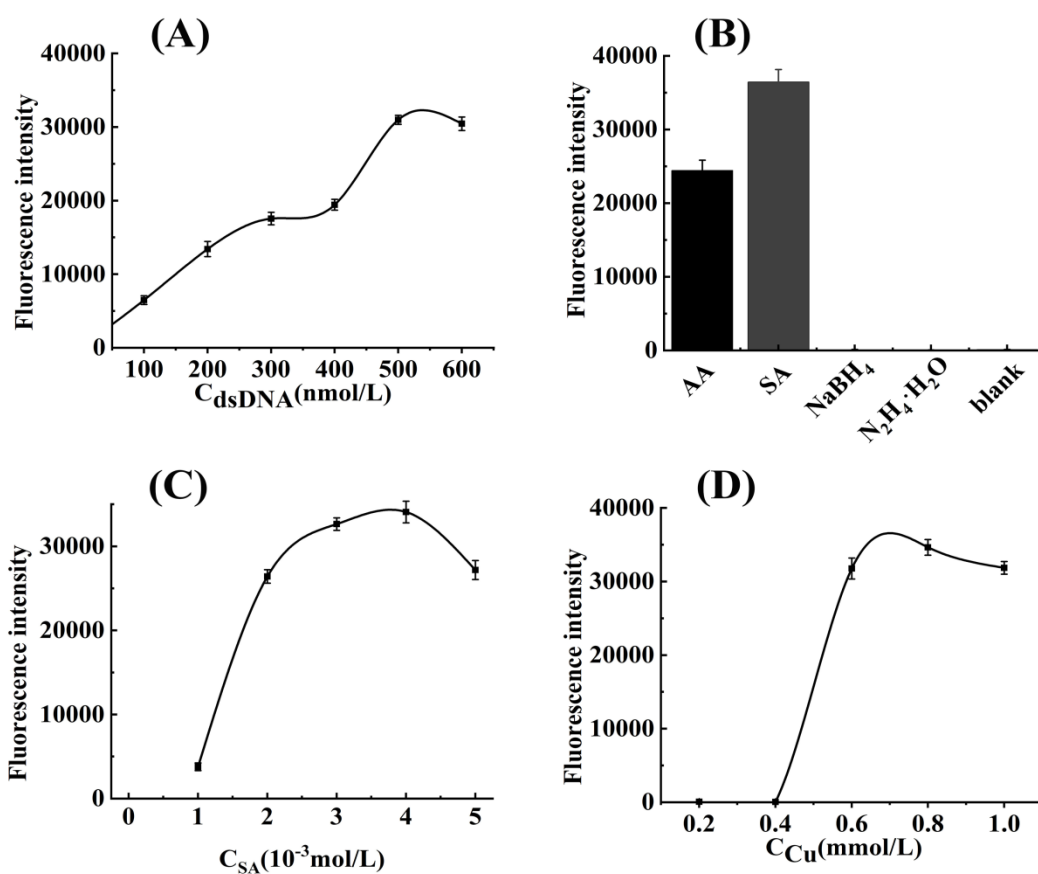 (A)
40000
30000
20000
10000
0
Fluorescence intensity
100 200 300 400 500 600
CdsDNA(nmol/L)
(B)
40000
30000
20000
10000
0
Fluorescence intensity
AA
SA
NaBH4
N2H4·H2O
blank
(C)
30000
20000
10000
0
Fluorescence intensity
0 1 2 3 4 5
CSA(10-3mol/L)
(D)
40000
30000
20000
10000
0
Fluorescence intensity
0.2 0.4 0.6 0.8 1.0
CCu(mmol/L)